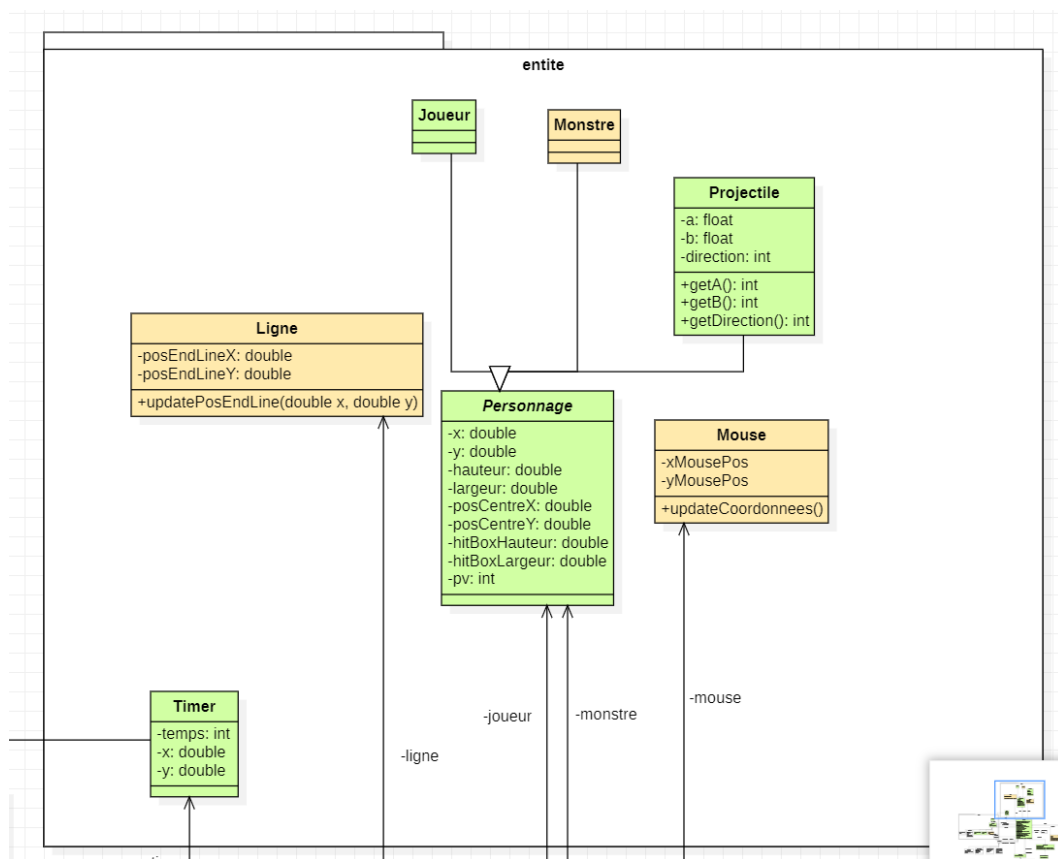 entite
Joueur
Monstre
Projectile
-a: float
-b: float
-direction: int
+getA(): int
+getB(): int
+getDirection(): int
Ligne
-posEndLineX: double
-posEndLineY: double
+updatePosEndLine(double x, double y)
Personnage
-x: double
-y: double
-hauteur: double
-largeur: double
-posCentreX: double
-posCentreY: double
-hitBoxHauteur: double
-hitBoxLargeur: double
-pv: int
Mouse
-xMousePos
-yMousePos
+updateCoordonnees()
Timer
-temps: int
-x: double
-y: double
-ligne
-joueur
-monstre
-mouse